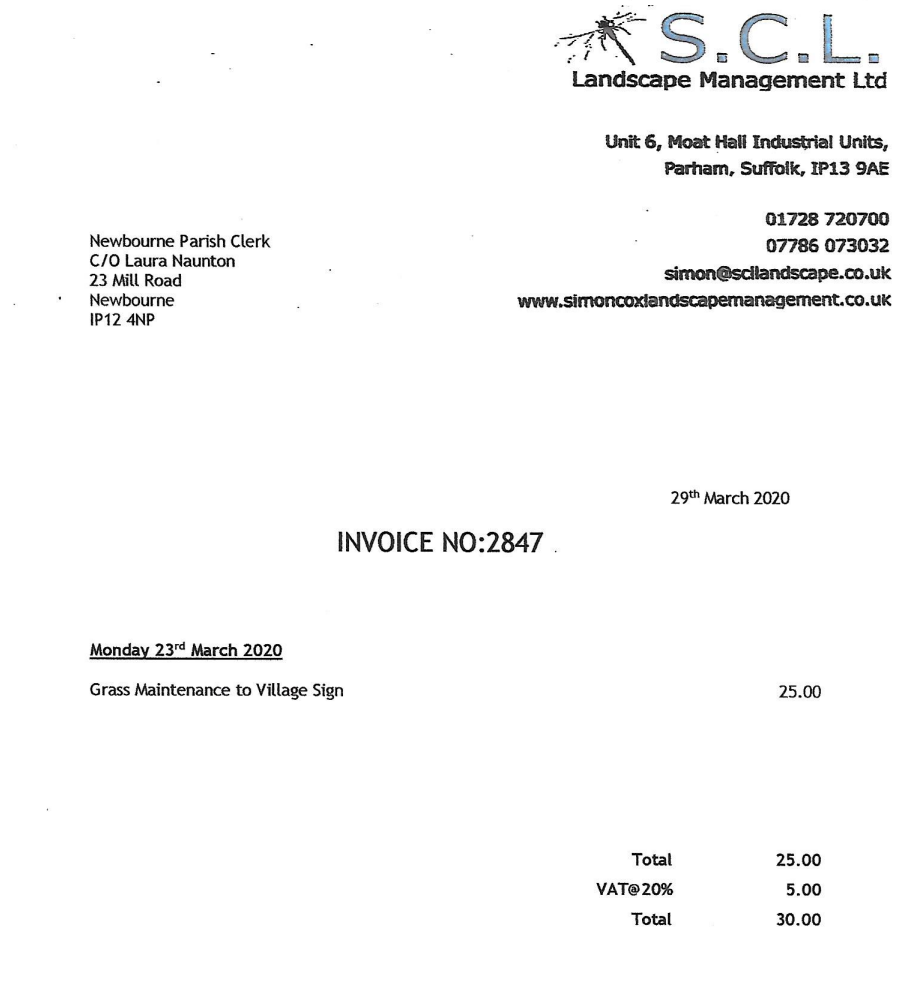 S.C.L.
Landscape Management Ltd
Unit 6, Moat Hall Industrial Units,
Parham, Suffolk, IP13 9AE
01728 720700
07786 073032
simon@scllandscape.co.uk
www.simoncoxlandscapemanagement.co.uk
Newbourne Parish Clerk
C/O Laura Naunton
23 Mill Road
Newbourne
IP12 4NP
29th March 2020
INVOICE NO:2847
Monday 23rd March 2020
Grass Maintenance to Village Sign 25.00
Total 25.00
VAT@20% 5.00
Total 30.00